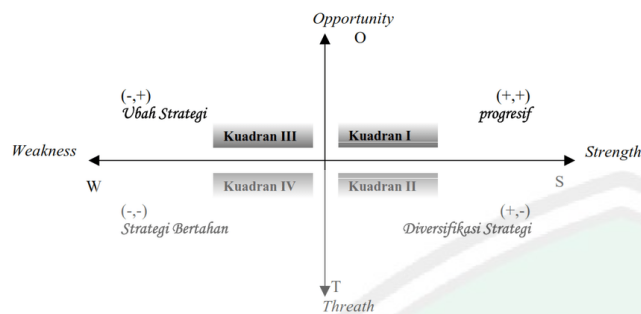 Opportunity
O
(-,+)
Ubah Strategi
(+,+)
progresif
Kuadran III
Kuadran I
Weakness
Strength
W
Kuadran IV
Kuadran II
S
(-,-)
Strategi Bertahan
(+,-)
Diversifikasi Strategi
T
Threath